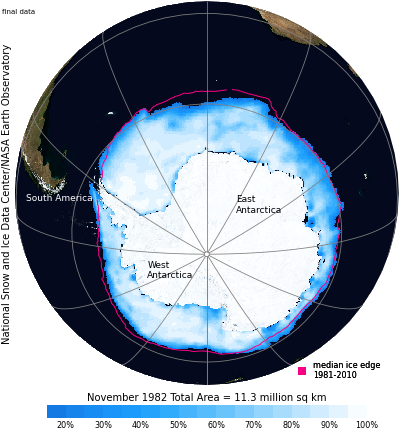 final data
National Snow and Ice Data Center/NASA Earth Observatory
South America
East
Antarctica
West
Antarctica
median ice edge
1981-2010
November 1982 Total Area = 11.3 million sq km
20% 30% 40% 50% 60% 70% 80% 90% 100%